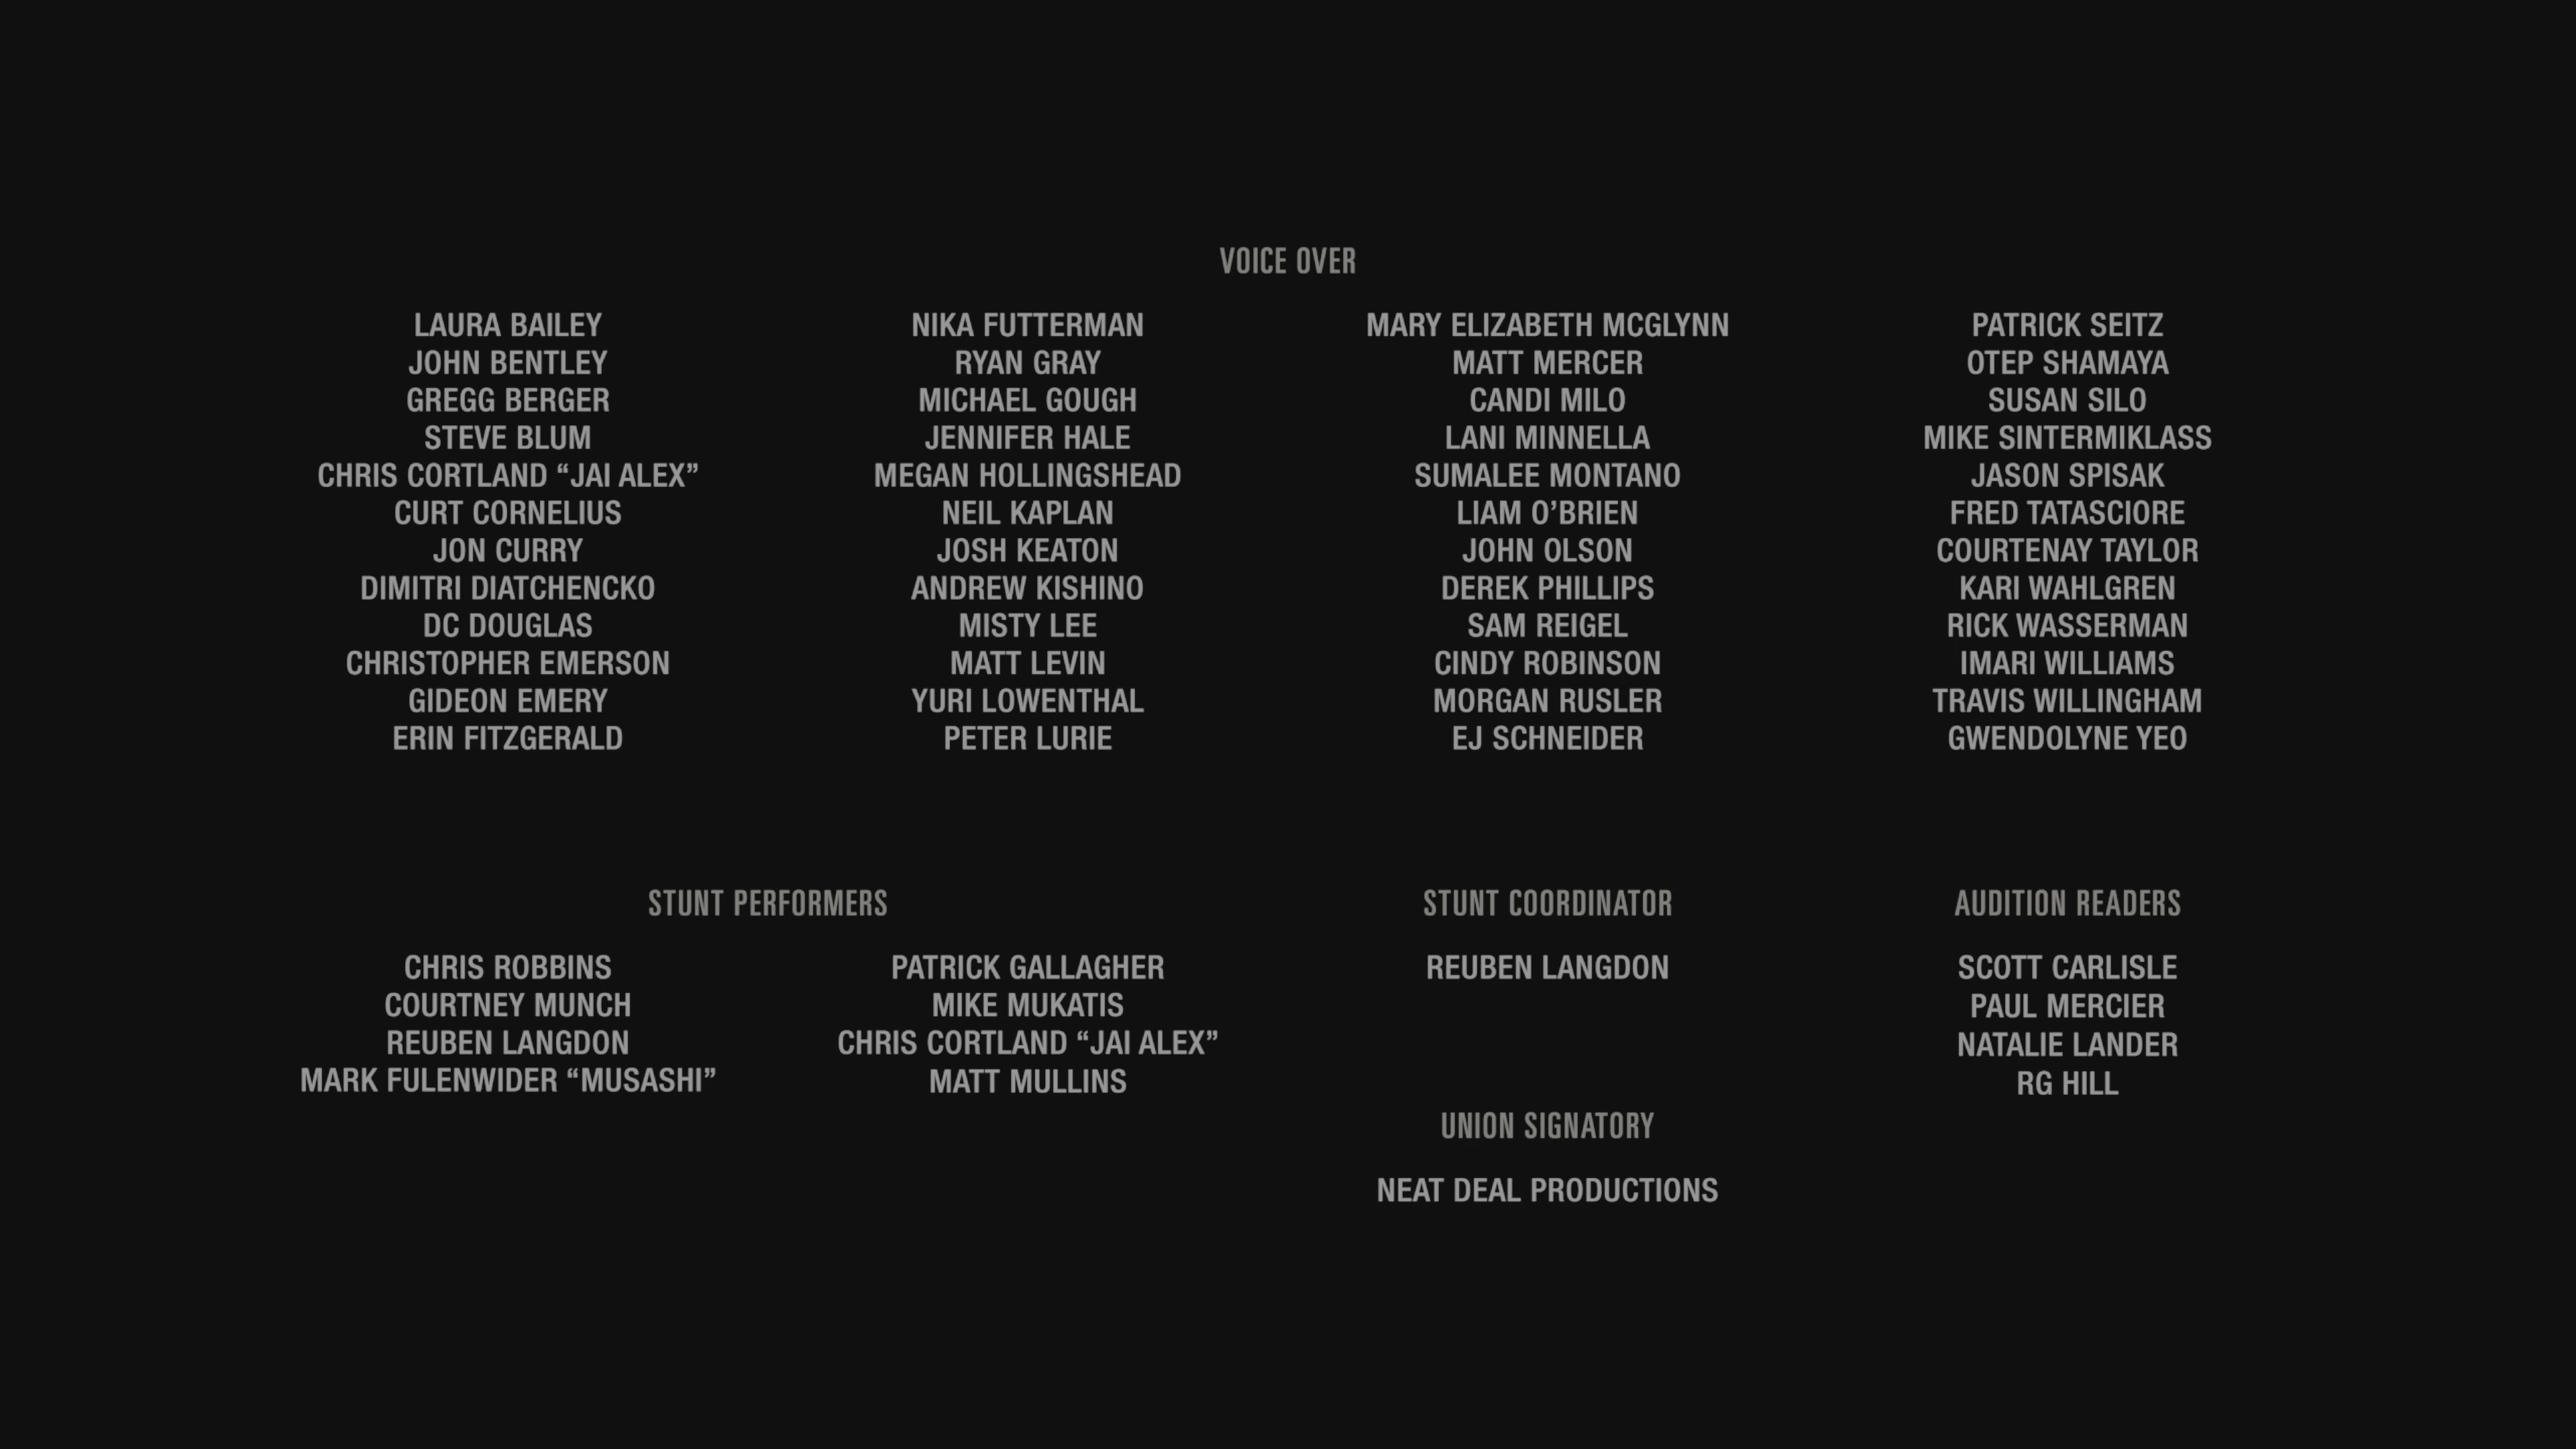 VOICE OVER
LAURA BAILEY
JOHN BENTLEY
GREGG BERGER
STEVE BLUM
CHRIS CORTLAND “JAI ALEX”
CURT CORNELIUS
JON CURRY
DIMITRI DIATCHENCKO
DC DOUGLAS
CHRISTOPHER EMERSON
GIDEON EMERY
ERIN FITZGERALD
NIKA FUTTERMAN
RYAN GRAY
MICHAEL GOUGH
JENNIFER HALE
MEGAN HOLLINGSHEAD
NEIL KAPLAN
JOSH KEATON
ANDREW KISHINO
MISTY LEE
MATT LEVIN
YURI LOWENTHAL
PETER LURIE
MARY ELIZABETH MCGLYNN
MATT MERCER
CANDI MILO
LANI MINNELLA
SUMALEE MONTANO
LIAM O’BRIEN
JOHN OLSON
DEREK PHILLIPS
SAM REIGEL
CINDY ROBINSON
MORGAN RUSLER
EJ SCHNEIDER
PATRICK SEITZ
OTEP SHAMAYA
SUSAN SILO
MIKE SINTERMIKLASS
JASON SPISAK
FRED TATASCIORE
COURTENAY TAYLOR
KARI WAHLGREN
RICK WASSERMAN
IMARI WILLIAMS
TRAVIS WILLINGHAM
GWENDOLYNE YEO
STUNT PERFORMERS
CHRIS ROBBINS
COURTNEY MUNCH
REUBEN LANGDON
MARK FULENWIDER “MUSASHI”
PATRICK GALLAGHER
MIKE MUKATIS
CHRIS CORTLAND “JAI ALEX”
MATT MULLINS
STUNT COORDINATOR
REUBEN LANGDON
UNION SIGNATORY
NEAT DEAL PRODUCTIONS
AUDITION READERS
SCOTT CARLISLE
PAUL MERCIER
NATALIE LANDER
RG HILL